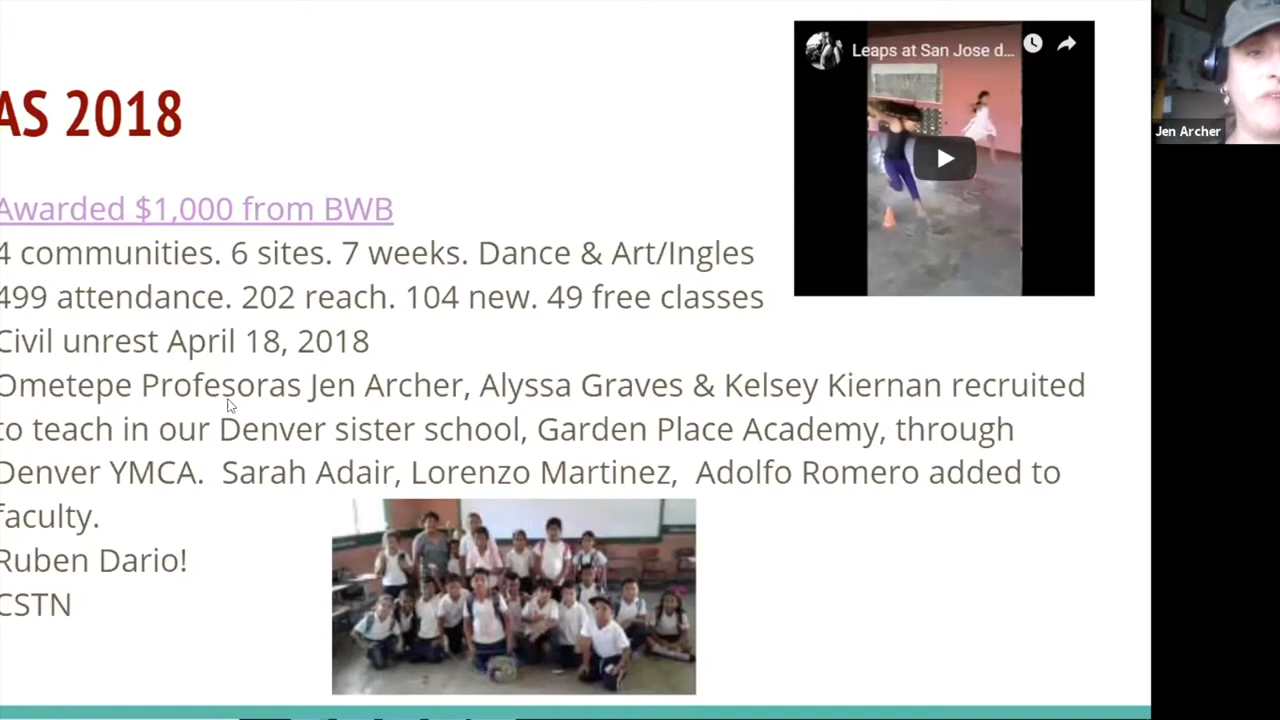 AS 2018
Leaps at San Jose d...
Jen Archer
Awarded $1,000 from BWB
4 communities. 6 sites. 7 weeks. Dance & Art/Ingles
499 attendance. 202 reach. 104 new. 49 free classes
Civil unrest April 18, 2018
Ometepe Profesoras Jen Archer, Alyssa Graves & Kelsey Kiernan recruited
to teach in our Denver sister school, Garden Place Academy, through
Denver YMCA.  Sarah Adair, Lorenzo Martinez,  Adolfo Romero added to
faculty.
Ruben Dario!
CSTN